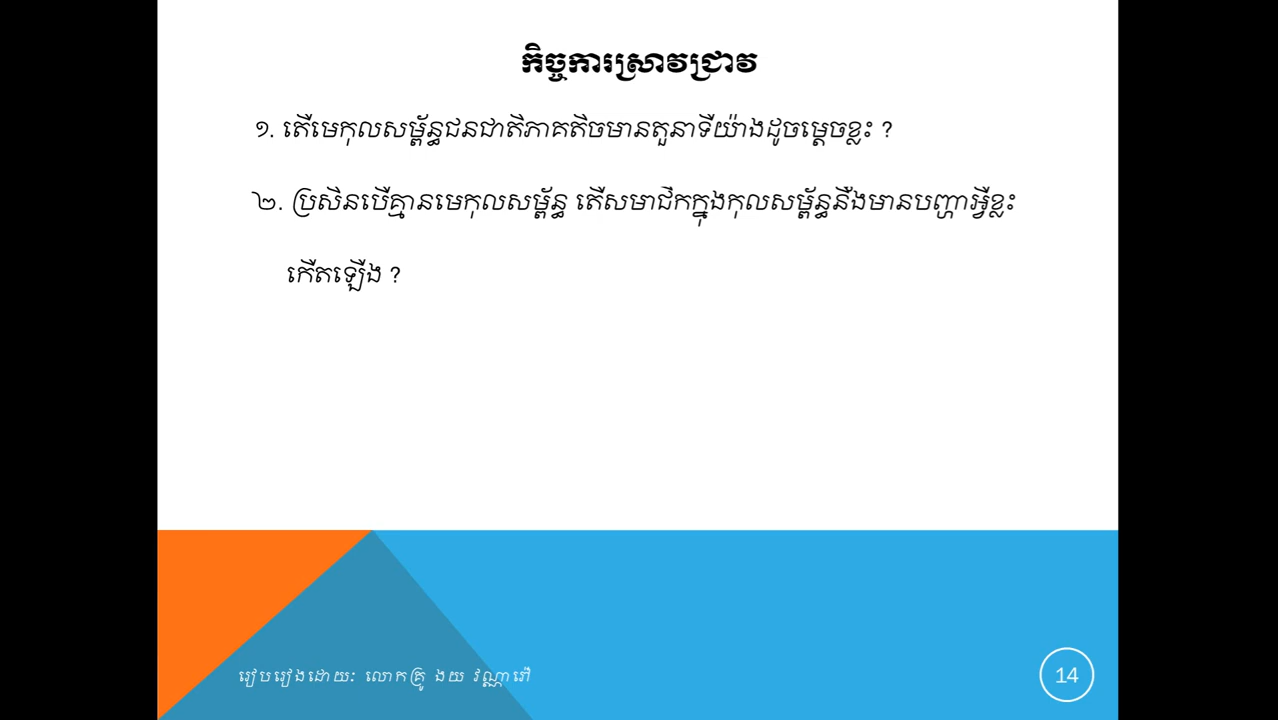 កិច្ចការស្រាវជ្រាវ
១. តើមេកុលសម្ព័ន្ធជនជាតិភាគតិចមានតួនាទីយ៉ាងដូចម្ដេចខ្លះ ?
២. ប្រសិនបើគ្មានមេកុលសម្ព័ន្ធ តើសមាជិកក្នុងកុលសម្ព័ន្ធនឹងមានបញ្ហាអ្វីខ្លះ
កើតឡើង ?
រៀបរៀងដោយៈ លោកគ្រូ ងយ វណ្ណារៅ
14